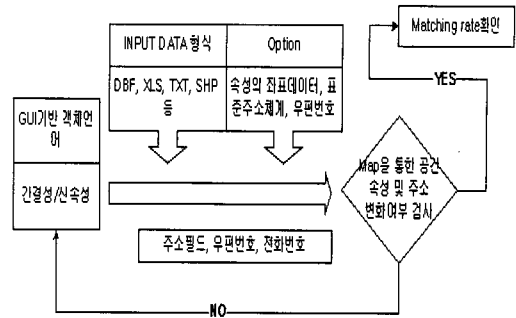 Matching rate확인
INPUT DATA 형식
Option
DBF, XLS, TXT, SHP
등
속성의 좌표데이터, 표
준주소체계, 우편번호
YES
GUI기반 객체언
어
간결성/신속성
Map을 통한 공간
속성 및 주소
변화여부 검사
주소필드, 우편번호, 전화번호
NO